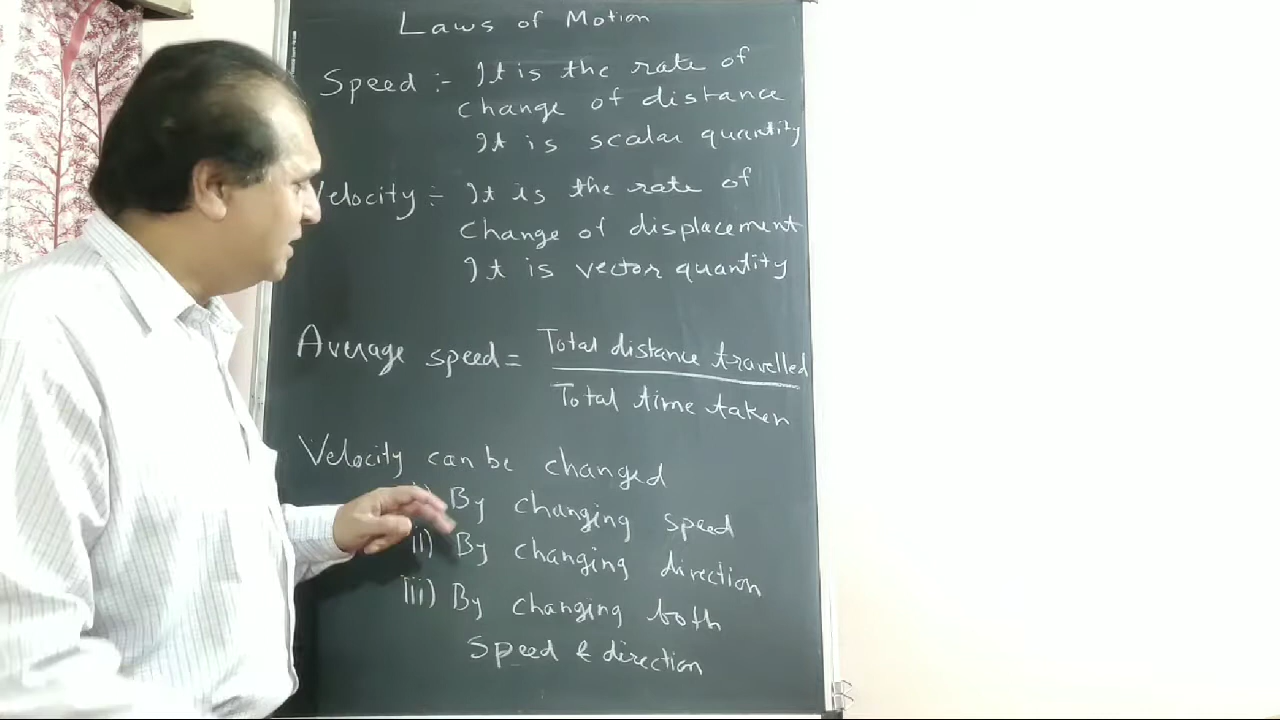 Laws of Motion
Speed :- It is the rate of
change of distance
It is scalar quantity
Velocity :- It is the rate of
Change of displacement
It is vector quantity
Average speed = Total distance travelled
Total time taken
Velocity can be changed
i) By changing speed
ii) By changing direction
iii) By changing both
Speed & direction